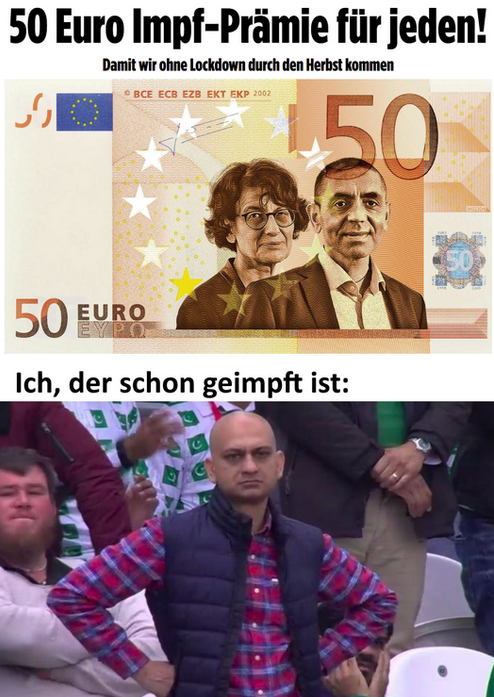 50 Euro Impf-Prämie für jeden!
Damit wir ohne Lockdown durch den Herbst kommen
© BCE ECB EZB EKT EKP 2002
50
50
50 EURO
ΕΥΡΩ
Ich, der schon geimpft ist: